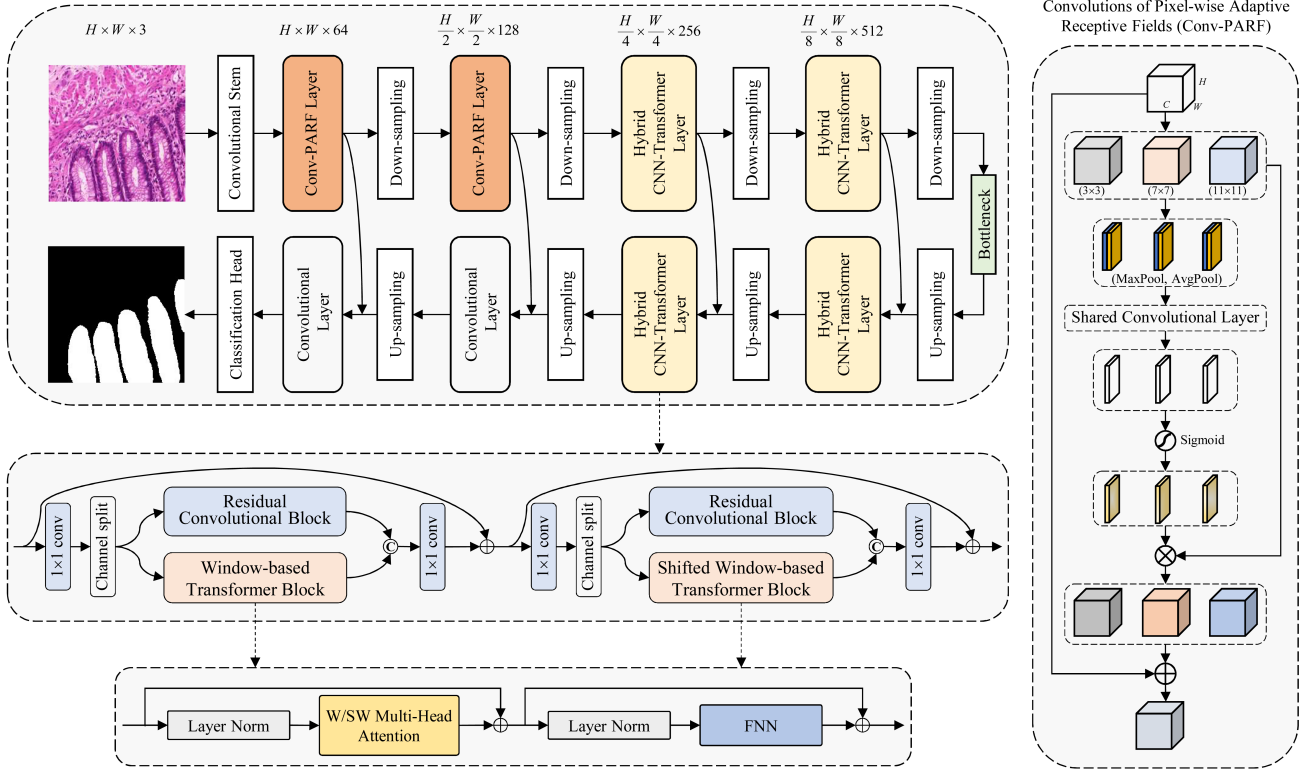 H × W × 3
H × W × 64
H/2 × W/2 × 128
H/4 × W/4 × 256
H/8 × W/8 × 512
Convolutional Stem
Conv-PARF Layer
Down-sampling
Conv-PARF Layer
Down-sampling
Hybrid
CNN-Transformer
Layer
Down-sampling
Hybrid
CNN-Transformer
Layer
Down-sampling
Bottleneck
Classification Head
Convolutional
Layer
Up-sampling
Convolutional
Layer
Up-sampling
Hybrid
CNN-Transformer
Layer
Up-sampling
Hybrid
CNN-Transformer
Layer
Up-sampling
1×1 conv
Channel split
Residual
Convolutional Block
Window-based
Transformer Block
C
1×1 conv
1×1 conv
Channel split
Residual
Convolutional Block
Shifted Window-based
Transformer Block
C
1×1 conv
Layer Norm
W/SW Multi-Head
Attention
Layer Norm
FNN
Convolutions of Pixel-wise Adaptive
Receptive Fields (Conv-PARF)
H
C
W
(3×3)
(7×7)
(11×11)
(MaxPool, AvgPool)
Shared Convolutional Layer
Sigmoid